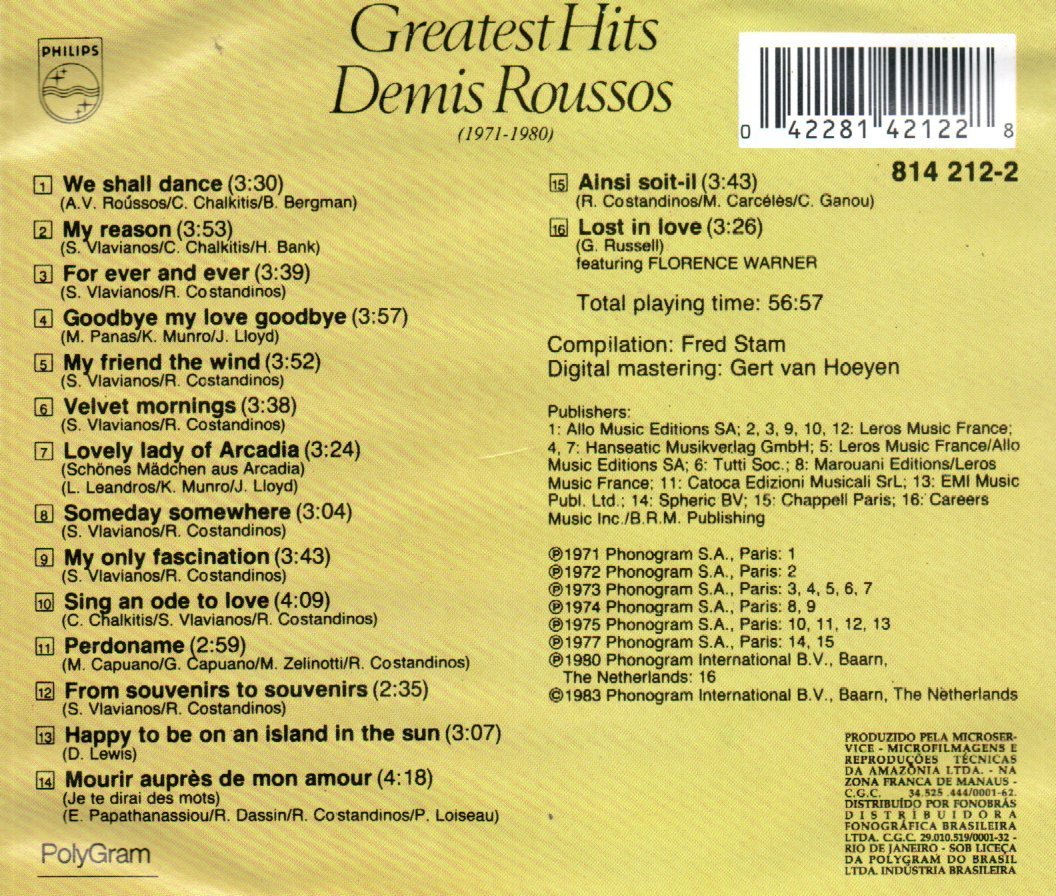 PHILIPS
Greatest Hits
Demis Roussos
(1971-1980)
0 42281 42122 8
814 212-2
1 We shall dance (3:30)
(A.V. Roussos/C. Chalkitis/B. Bergman)
2 My reason (3:53)
(S. Vlavianos/C. Chalkitis/H. Bank)
3 For ever and ever (3:39)
(S. Vlavianos/R. Costandinos)
4 Goodbye my love goodbye (3:57)
(M. Panas/K. Munro/J. Lloyd)
5 My friend the wind (3:52)
(S. Vlavianos/R. Costandinos)
6 Velvet mornings (3:38)
(S. Vlavianos/R. Costandinos)
7 Lovely lady of Arcadia (3:24)
(Schönes Mädchen aus Arcadia)
(L. Leandros/K. Munro/J. Lloyd)
8 Someday somewhere (3:04)
(S. Vlavianos/R. Costandinos)
9 My only fascination (3:43)
(S. Vlavianos/R. Costandinos)
10 Sing an ode to love (4:09)
(C. Chalkitis/S. Vlavianos/R. Costandinos)
11 Perdoname (2:59)
(M. Capuano/G. Capuano/M. Zelinotti/R. Costandinos)
12 From souvenirs to souvenirs (2:35)
(S. Vlavianos/R. Costandinos)
13 Happy to be on an island in the sun (3:07)
(D. Lewis)
14 Mourir auprès de mon amour (4:18)
(Je te dirai des mots)
(E. Papathanassiou/R. Dassin/R. Costandinos/P. Loiseau)
PolyGram
15 Ainsi soit-il (3:43)
(R. Costandinos/M. Carcélès/C. Ganou)
16 Lost in love (3:26)
(G. Russell)
featuring FLORENCE WARNER
Total playing time: 56:57
Compilation: Fred Stam
Digital mastering: Gert van Hoeyen
Publishers:
1: Allo Music Editions SA; 2, 3, 9, 10, 12: Leros Music France;
4, 7: Hanseatic Musikverlag GmbH; 5: Leros Music France/Allo
Music Editions SA; 6: Tutti Soc.; 8: Marouani Editions/Leros
Music France; 11: Catoca Edizioni Musicali SrL; 13: EMI Music
Publ. Ltd.; 14: Spheric BV; 15: Chappell Paris; 16: Careers
Music Inc./B.R.M. Publishing
℗1971 Phonogram S.A., Paris: 1
℗1972 Phonogram S.A., Paris: 2
℗1973 Phonogram S.A., Paris: 3, 4, 5, 6, 7
℗1974 Phonogram S.A., Paris: 8, 9
℗1975 Phonogram S.A., Paris: 10, 11, 12, 13
℗1977 Phonogram S.A., Paris: 14, 15
℗1980 Phonogram International B.V., Baarn,
The Netherlands: 16
©1983 Phonogram International B.V., Baarn, The Netherlands
PRODUZIDO PELA MICROSER-
VICE - MICROFILMAGENS E
REPRODUÇÕES TÉCNICAS
DA AMAZÔNIA LTDA. - NA
ZONA FRANCA DE MANAUS -
C.G.C. 34.525 .444/0001-62.
DISTRIBUÍDO POR FONOBRÁS
DISTRIBUIDORA
FONOGRÁFICA BRASILEIRA
LTDA. C.G.C. 29.010.519/0001-32 -
RIO DE JANEIRO - SOB LICEÇA
DA POLYGRAM DO BRASIL
LTDA. INDÚSTRIA BRASILEIRA